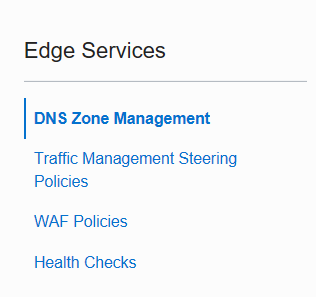 Edge Services
DNS Zone Management
Traffic Management Steering
Policies
WAF Policies
Health Checks